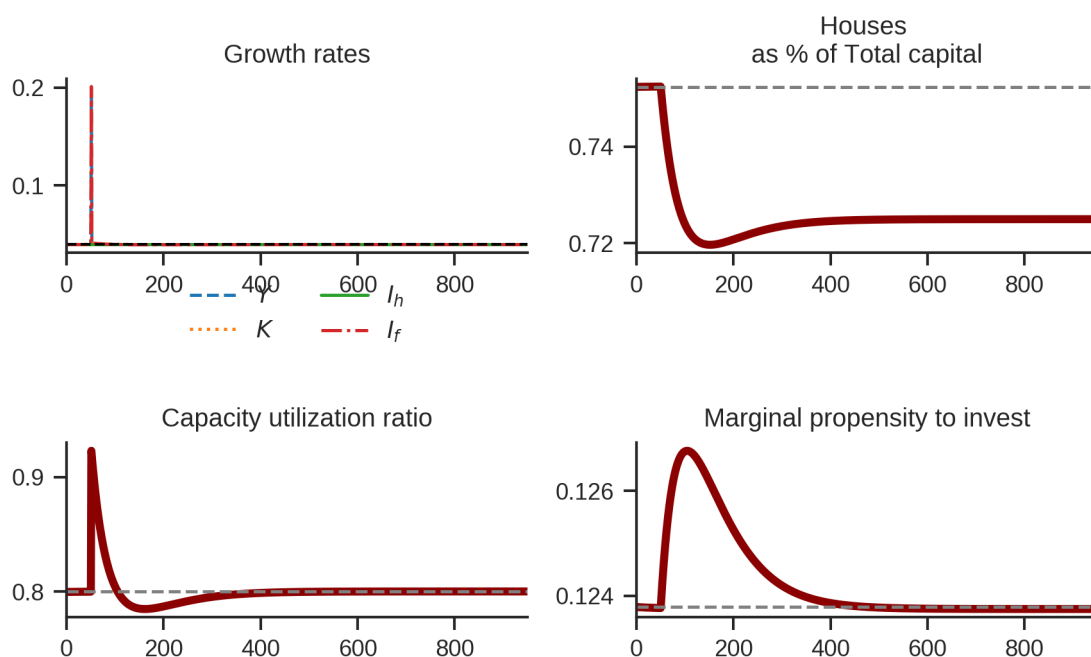 Growth rates
0.2
0.1
0 200 400 600 800
Y I_h
K I_f
Houses
as % of Total capital
0.74
0.72
0 200 400 600 800
Capacity utilization ratio
0.9
0.8
0 200 400 600 800
Marginal propensity to invest
0.126
0.124
0 200 400 600 800